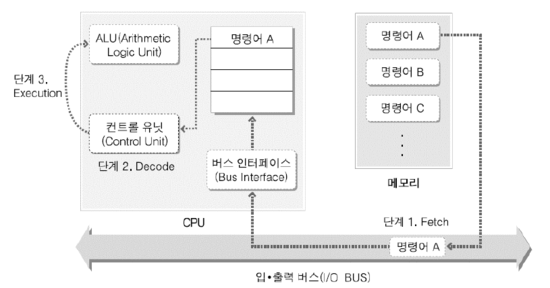 ALU(Arithmetic
Logic Unit)
단계 3.
Execution
컨트롤 유닛
(Control Unit)
단계 2. Decode
명령어 A
버스 인터페이스
(Bus Interface)
CPU
명령어 A
명령어 B
명령어 C
메모리
단계 1. Fetch
명령어 A
입•출력 버스(I/O BUS)